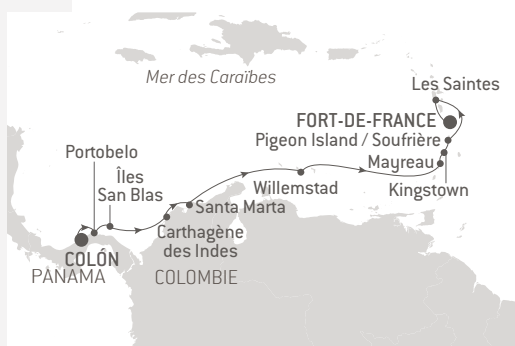 Mer des Caraïbes
Les Saintes
FORT-DE-FRANCE
Pigeon Island / Soufrière
Mayreau
Kingstown
Willemstad
Portobelo
Îles
San Blas
Santa Marta
Carthagène
des Indes
COLÓN
PANAMA
COLOMBIE